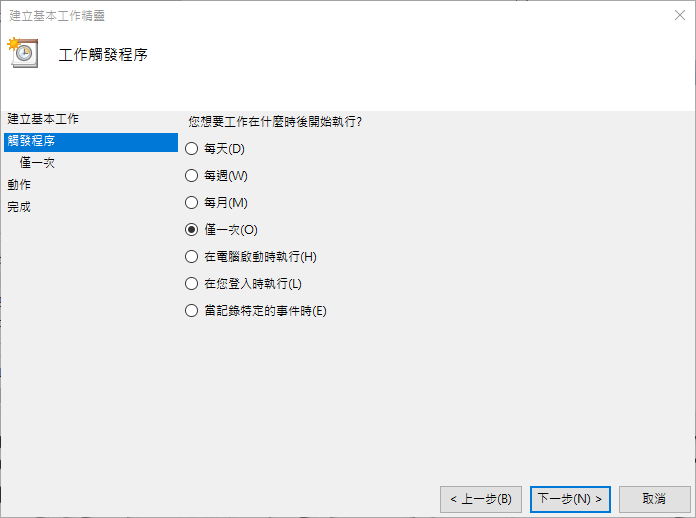 建立基本工作精靈
工作觸發程序
建立基本工作
觸發程序
僅一次
動作
完成
您想要工作在什麼時後開始執行?
每天(D)
每週(W)
每月(M)
僅一次(O)
在電腦啟動時執行(H)
在您登入時執行(L)
當記錄特定的事件時(E)
< 上一步(B)
下一步(N) >
取消